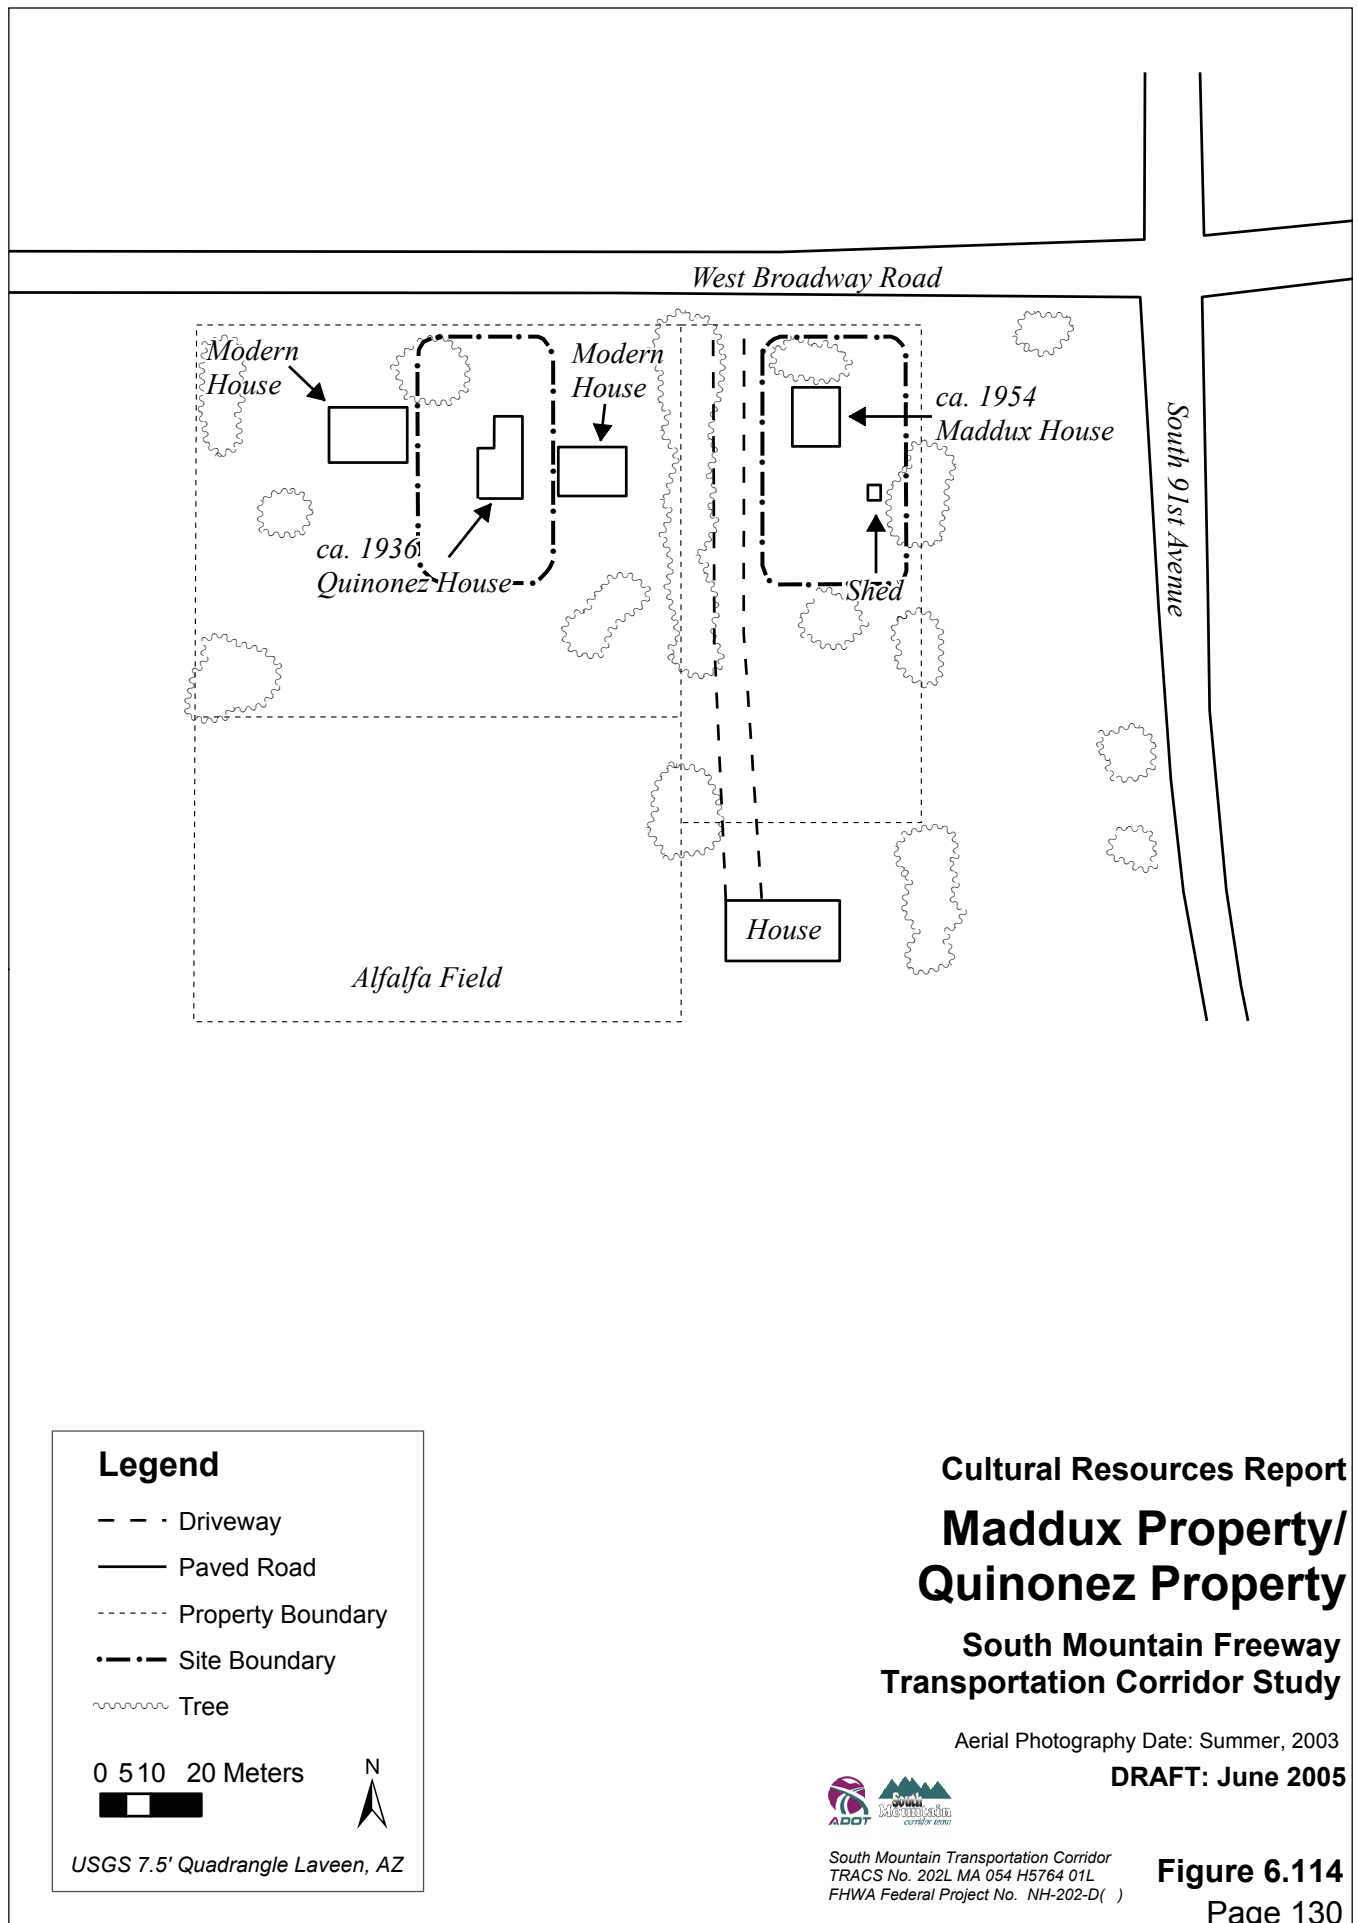 West Broadway Road
Modern
House
Modern
House
ca. 1954
Maddux House
South 91st Avenue
ca. 1936
Quinonez House
Shed
House
Alfalfa Field
Legend
Driveway
Paved Road
Property Boundary
Site Boundary
Tree
0 5 10 20 Meters
N
USGS 7.5' Quadrangle Laveen, AZ
Cultural Resources Report
Maddux Property/
Quinonez Property
South Mountain Freeway
Transportation Corridor Study
Aerial Photography Date: Summer, 2003
DRAFT: June 2005
ADOT
South
Mountain
corridor team
South Mountain Transportation Corridor
TRACS No. 202L MA 054 H5764 01L
FHWA Federal Project No. NH-202-D( )
Figure 6.114
Page 130